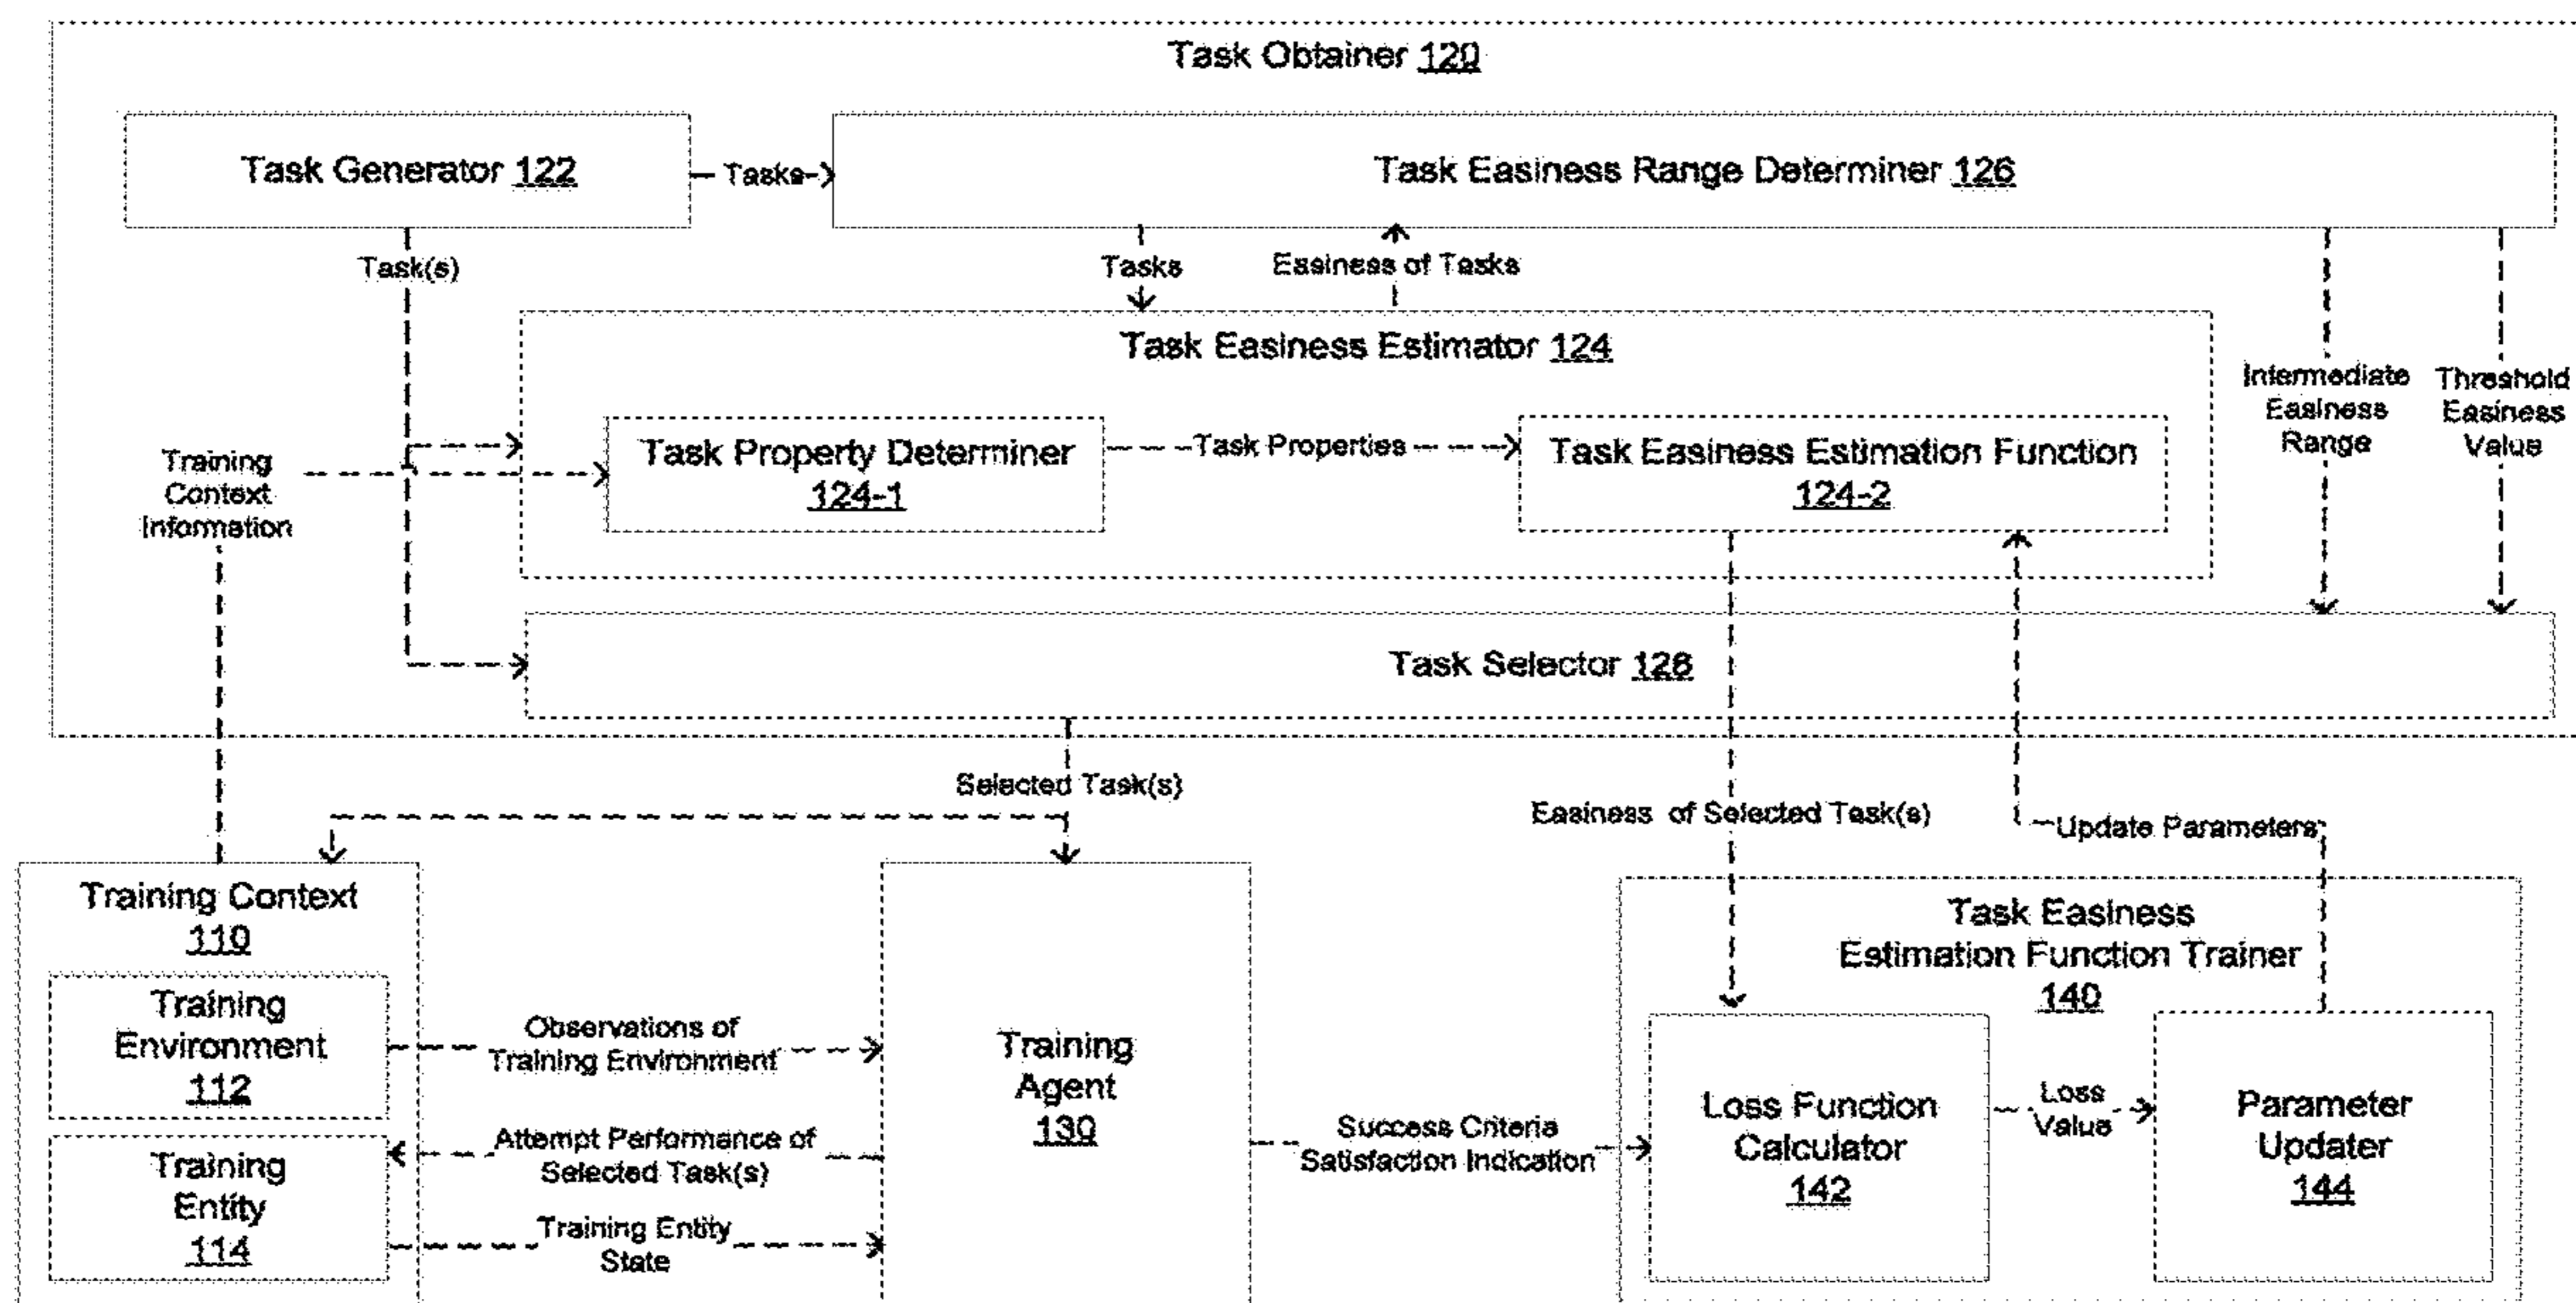 Task Obtainer 120
Task Generator 122
Tasks
Task Easiness Range Determiner 126
Task(s)
Tasks
Easiness of Tasks
Task Easiness Estimator 124
Intermediate
Easiness
Range
Threshold
Easiness
Value
Training
Context
Information
Task Property Determiner
124-1
Task Properties
Task Easiness Estimation Function
124-2
Task Selector 128
Selected Task(s)
Easiness of Selected Task(s)
Update Parameters
Training Context
110
Training
Environment
112
Observations of
Training Environment
Attempt Performance of
Selected Task(s)
Training
Entity
114
Training Entity
State
Training
Agent
130
Success Criteria
Satisfaction Indication
Task Easiness
Estimation Function Trainer
140
Loss Function
Calculator
142
Loss
Value
Parameter
Updater
144